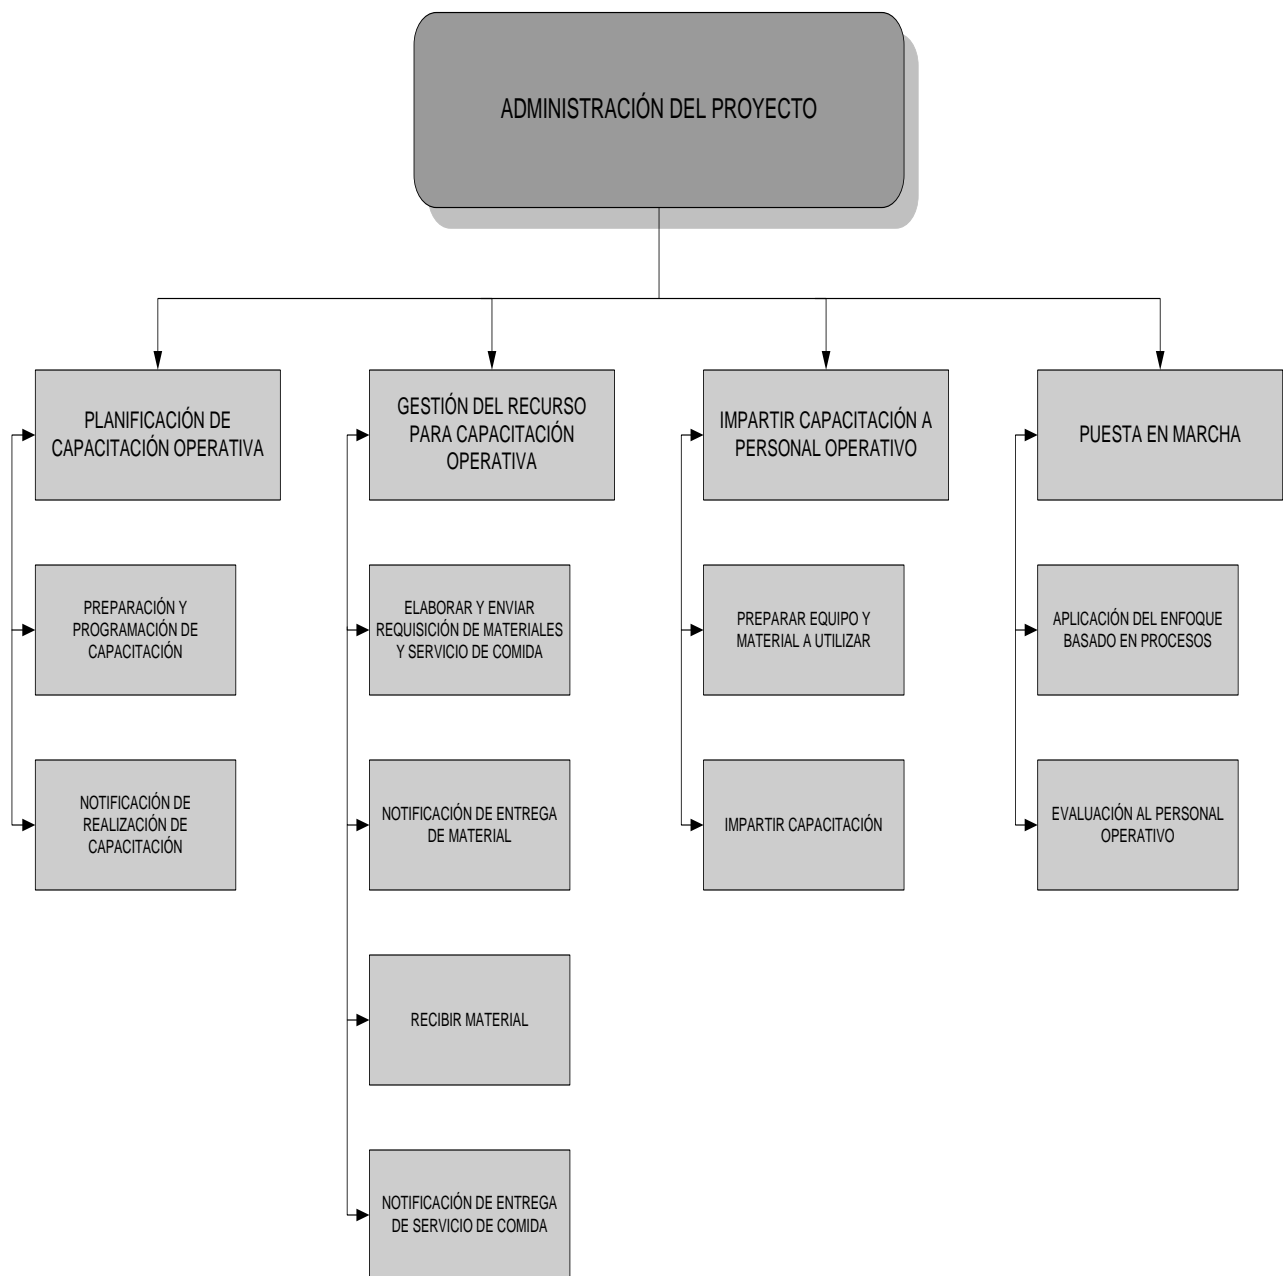 ADMINISTRACIÓN DEL PROYECTO
PLANIFICACIÓN DE
CAPACITACIÓN OPERATIVA
GESTIÓN DEL RECURSO
PARA CAPACITACIÓN
OPERATIVA
IMPARTIR CAPACITACIÓN A
PERSONAL OPERATIVO
PUESTA EN MARCHA
PREPARACIÓN Y
PROGRAMACIÓN DE
CAPACITACIÓN
ELABORAR Y ENVIAR
REQUISICIÓN DE MATERIALES
Y SERVICIO DE COMIDA
PREPARAR EQUIPO Y
MATERIAL A UTILIZAR
APLICACIÓN DEL ENFOQUE
BASADO EN PROCESOS
NOTIFICACIÓN DE
REALIZACIÓN DE
CAPACITACIÓN
NOTIFICACIÓN DE ENTREGA
DE MATERIAL
IMPARTIR CAPACITACIÓN
EVALUACIÓN AL PERSONAL
OPERATIVO
RECIBIR MATERIAL
NOTIFICACIÓN DE ENTREGA
DE SERVICIO DE COMIDA